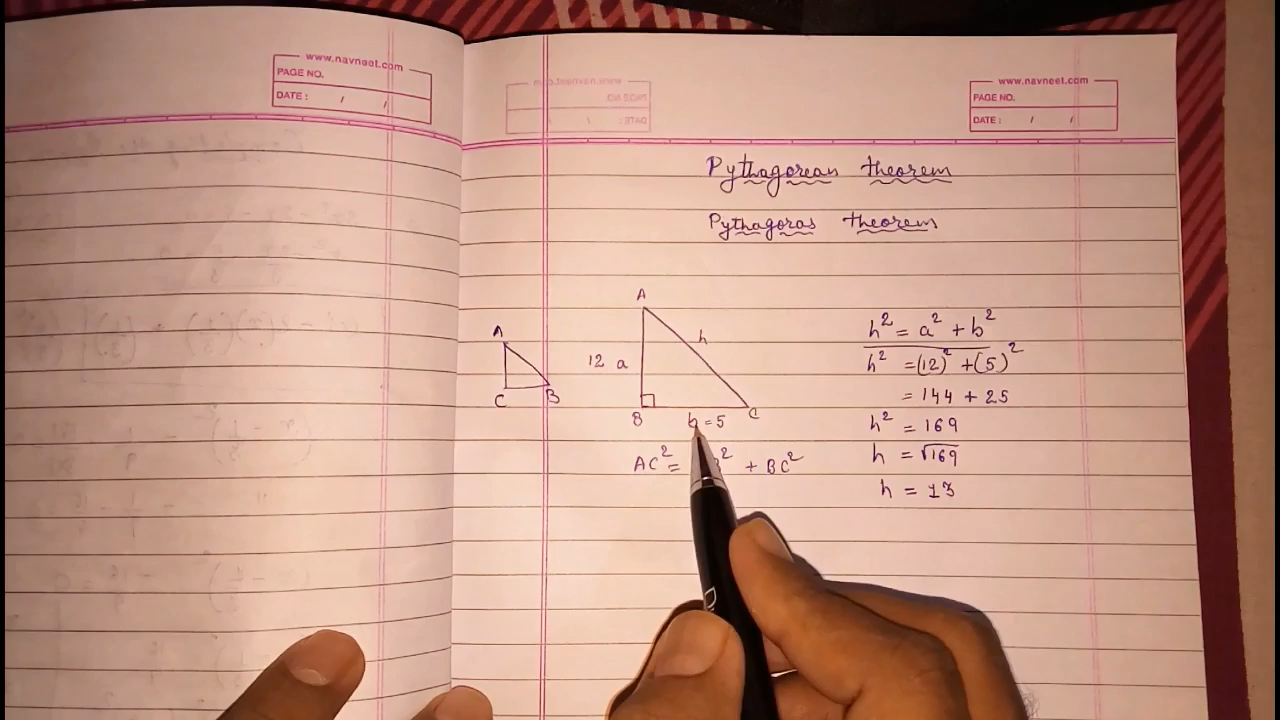 www.navneet.com
PAGE NO.
DATE : / /
www.navneet.com
PAGE NO.
DATE : / /
Pythagorean theorem
Pythagoras theorem
A
C B
A
12 a h
B b = 5 C
AC² = B² + BC²
h² = a² + b²
h² = (12)² + (5)²
= 144 + 25
h² = 169
h = √169
h = 13